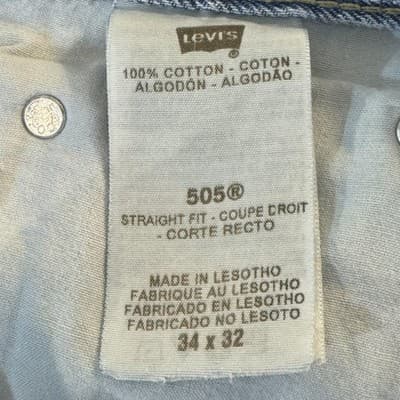 Levi's
100% COTTON - COTON -
ALGODÓN - ALGODÃO
505®
STRAIGHT FIT - COUPE DROIT
- CORTE RECTO
MADE IN LESOTHO
FABRIQUE AU LESOTHO
FABRICADO EN LESOTHO
FABRICADO NO LESOTO
34 x 32